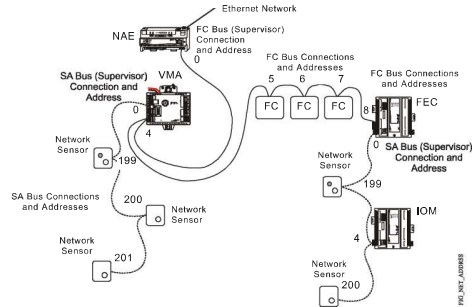 Ethernet Network
NAE
FC Bus (Supervisor)
Connection
and Address
0
SA Bus (Supervisor)
Connection and
Address
VMA
0
4
FC Bus Connections
and Addresses
5 6 7
FC FC FC
FC Bus Connections
and Addresses
FEC
8
0
SA Bus (Supervisor)
Connection and
Address
Network
Sensor
199
SA Bus Connections
and Addresses
200
Network
Sensor
Network
Sensor
201
Network
Sensor
199
IOM
4
Network
Sensor
200
FIG_NET_ADDRESS